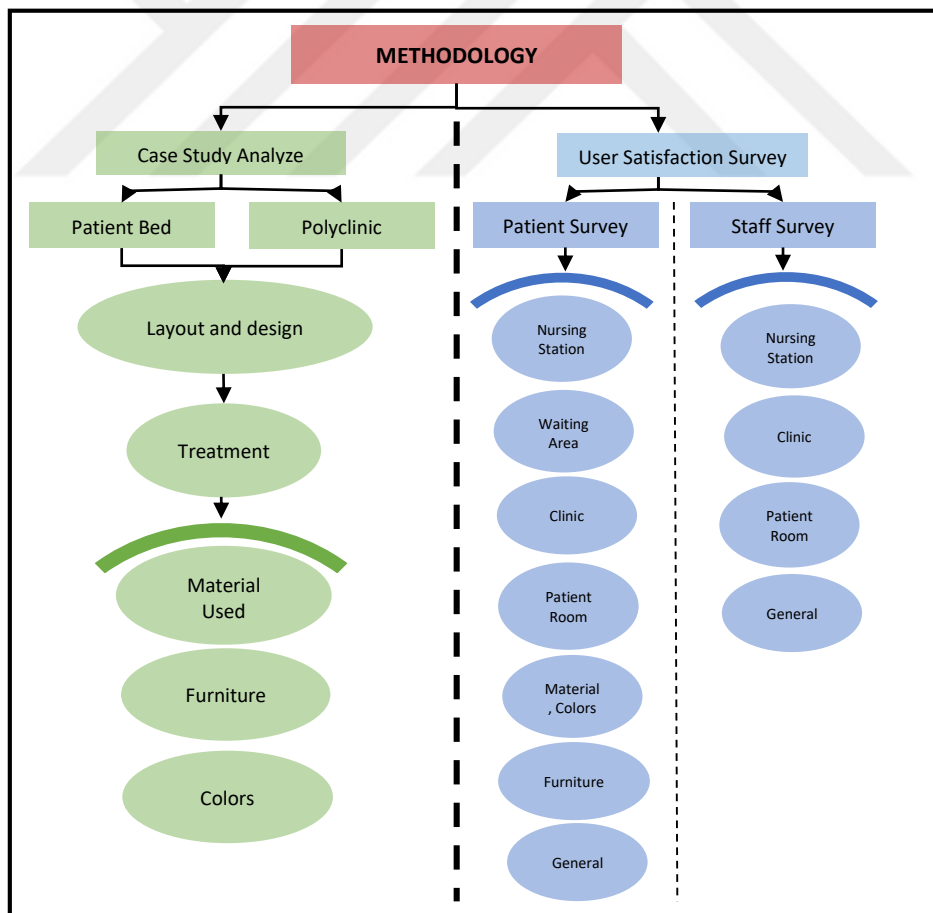 METHODOLOGY
Case Study Analyze
User Satisfaction Survey
Patient Bed
Polyclinic
Patient Survey
Staff Survey
Layout and design
Treatment
Material
Used
Furniture
Colors
Nursing
Station
Waiting
Area
Clinic
Patient
Room
Material
, Colors
Furniture
General
Nursing
Station
Clinic
Patient
Room
General